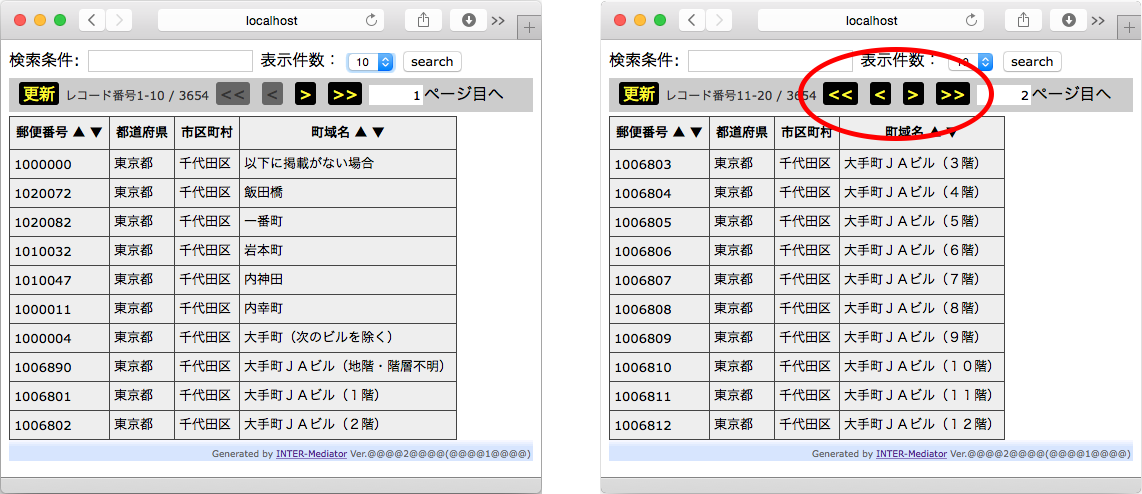 localhost
検索条件: 表示件数： 10 search
更新 レコード番号1-10 / 3654 << < > >> 1 ページ目へ
郵便番号 ▲ ▼ 都道府県 市区町村 町域名 ▲ ▼
1000000 東京都 千代田区 以下に掲載がない場合
1020072 東京都 千代田区 飯田橋
1020082 東京都 千代田区 一番町
1010032 東京都 千代田区 岩本町
1010047 東京都 千代田区 内神田
1000011 東京都 千代田区 内幸町
1000004 東京都 千代田区 大手町（次のビルを除く）
1006890 東京都 千代田区 大手町ＪＡビル（地階・階層不明）
1006801 東京都 千代田区 大手町ＪＡビル（１階）
1006802 東京都 千代田区 大手町ＪＡビル（２階）
Generated by INTER-Mediator Ver.@@@@2@@@@(@@@@1@@@@)
localhost
検索条件: 表示件数： 10 search
更新 レコード番号11-20 / 3654 << < > >> 2 ページ目へ
郵便番号 ▲ ▼ 都道府県 市区町村 町域名 ▲ ▼
1006803 東京都 千代田区 大手町ＪＡビル（３階）
1006804 東京都 千代田区 大手町ＪＡビル（４階）
1006805 東京都 千代田区 大手町ＪＡビル（５階）
1006806 東京都 千代田区 大手町ＪＡビル（６階）
1006807 東京都 千代田区 大手町ＪＡビル（７階）
1006808 東京都 千代田区 大手町ＪＡビル（８階）
1006809 東京都 千代田区 大手町ＪＡビル（９階）
1006810 東京都 千代田区 大手町ＪＡビル（１０階）
1006811 東京都 千代田区 大手町ＪＡビル（１１階）
1006812 東京都 千代田区 大手町ＪＡビル（１２階）
Generated by INTER-Mediator Ver.@@@@2@@@@(@@@@1@@@@)